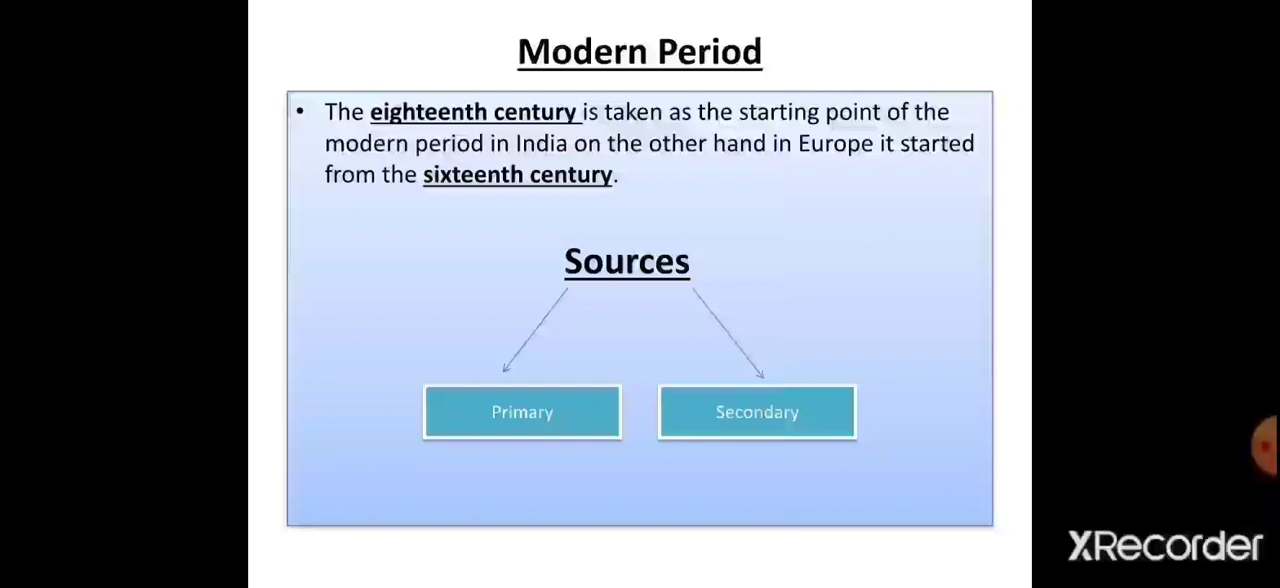 Modern Period
• The eighteenth century is taken as the starting point of the
modern period in India on the other hand in Europe it started
from the sixteenth century.
Sources
Primary
Secondary
XRecorder